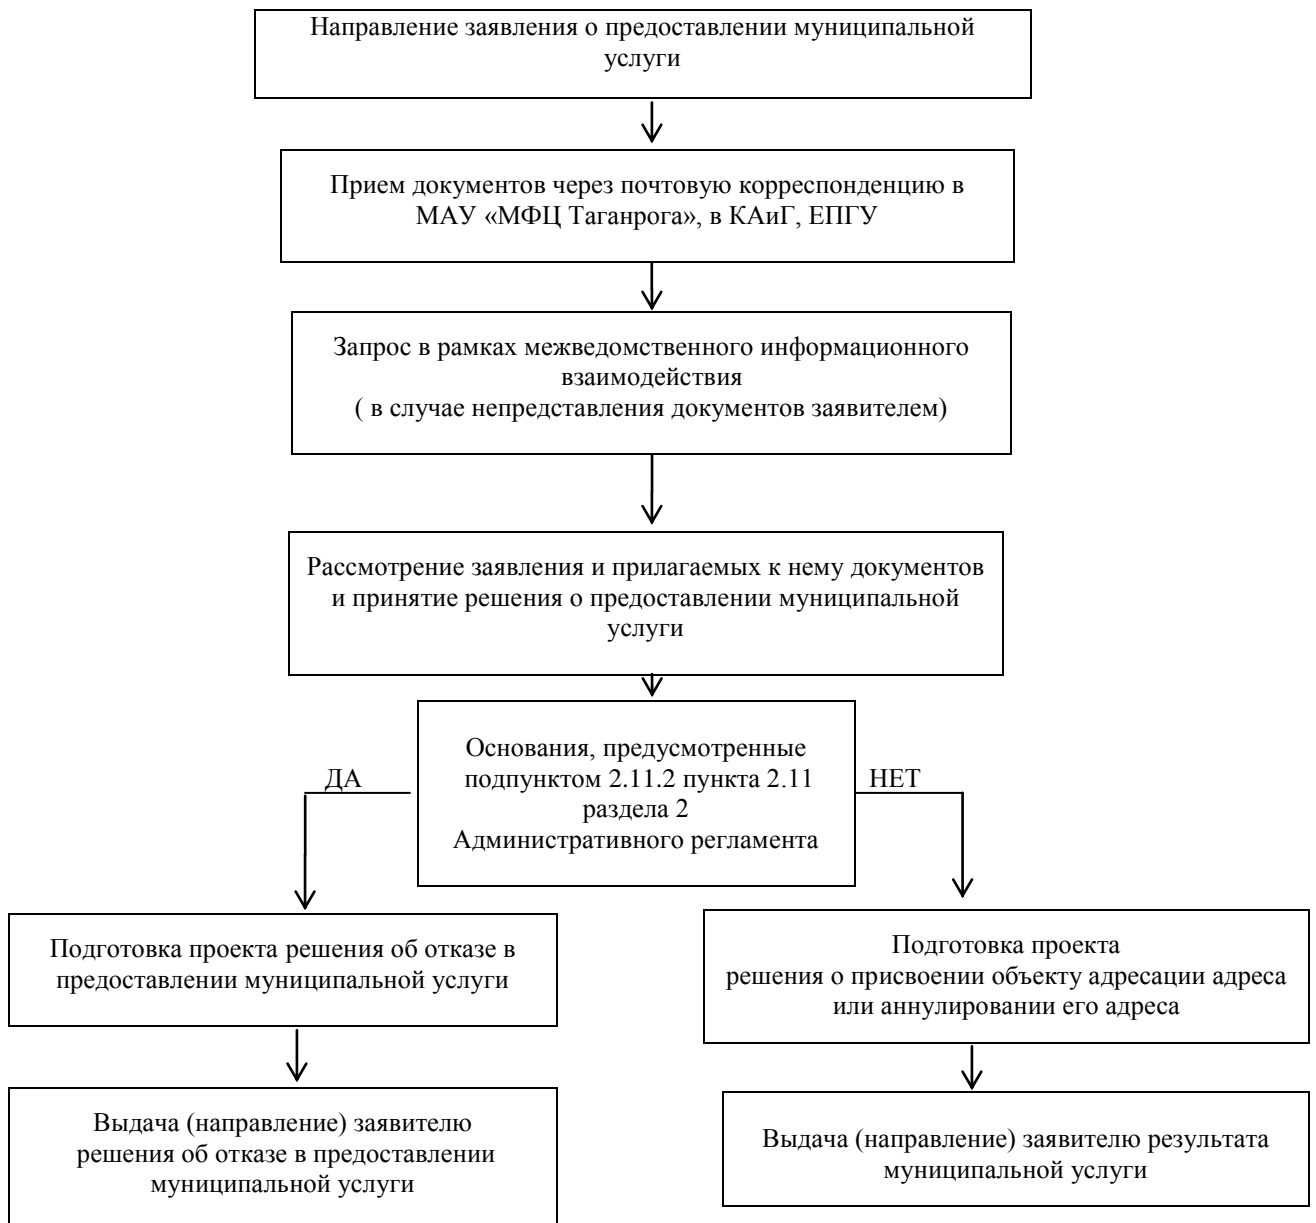 Направление заявления о предоставлении муниципальной
услуги
Прием документов через почтовую корреспонденцию в
МАУ «МФЦ Таганрога», в КАиГ, ЕПГУ
Запрос в рамках межведомственного информационного
взаимодействия
( в случае непредставления документов заявителем)
Рассмотрение заявления и прилагаемых к нему документов
и принятие решения о предоставлении муниципальной
услуги
Основания, предусмотренные
подпунктом 2.11.2 пункта 2.11
раздела 2
Административного регламента
ДА
НЕТ
Подготовка проекта решения об отказе в
предоставлении муниципальной услуги
Подготовка проекта
решения о присвоении объекту адресации адреса
или аннулировании его адреса
Выдача (направление) заявителю
решения об отказе в предоставлении
муниципальной услуги
Выдача (направление) заявителю результата
муниципальной услуги